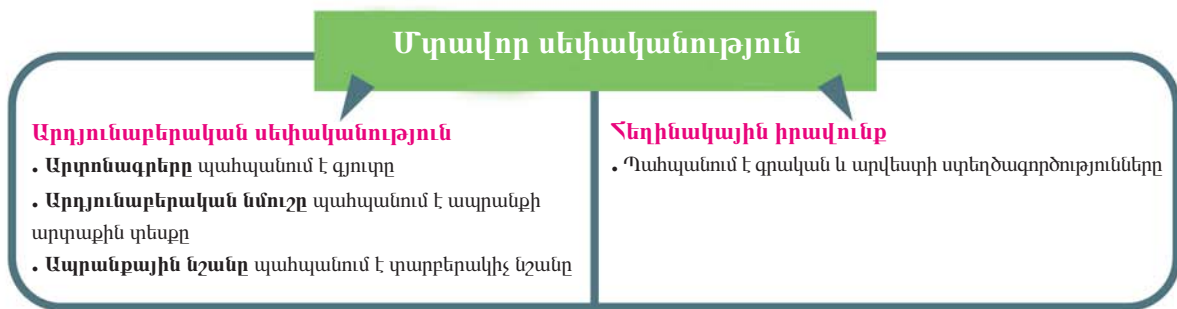 Մտավոր սեփականություն
Արդյունաբերական սեփականություն
. Արտոնագրերը պահպանում է գյուտը
. Արդյունաբերական նմուշը պահպանում է ապրանքի
արտաքին տեսքը
. Ապրանքային նշանը պահպանում է տարբերակիչ նշանը
Հեղինակային իրավունք
. Պահպանում է գրական և արվեստի ստեղծագործությունները